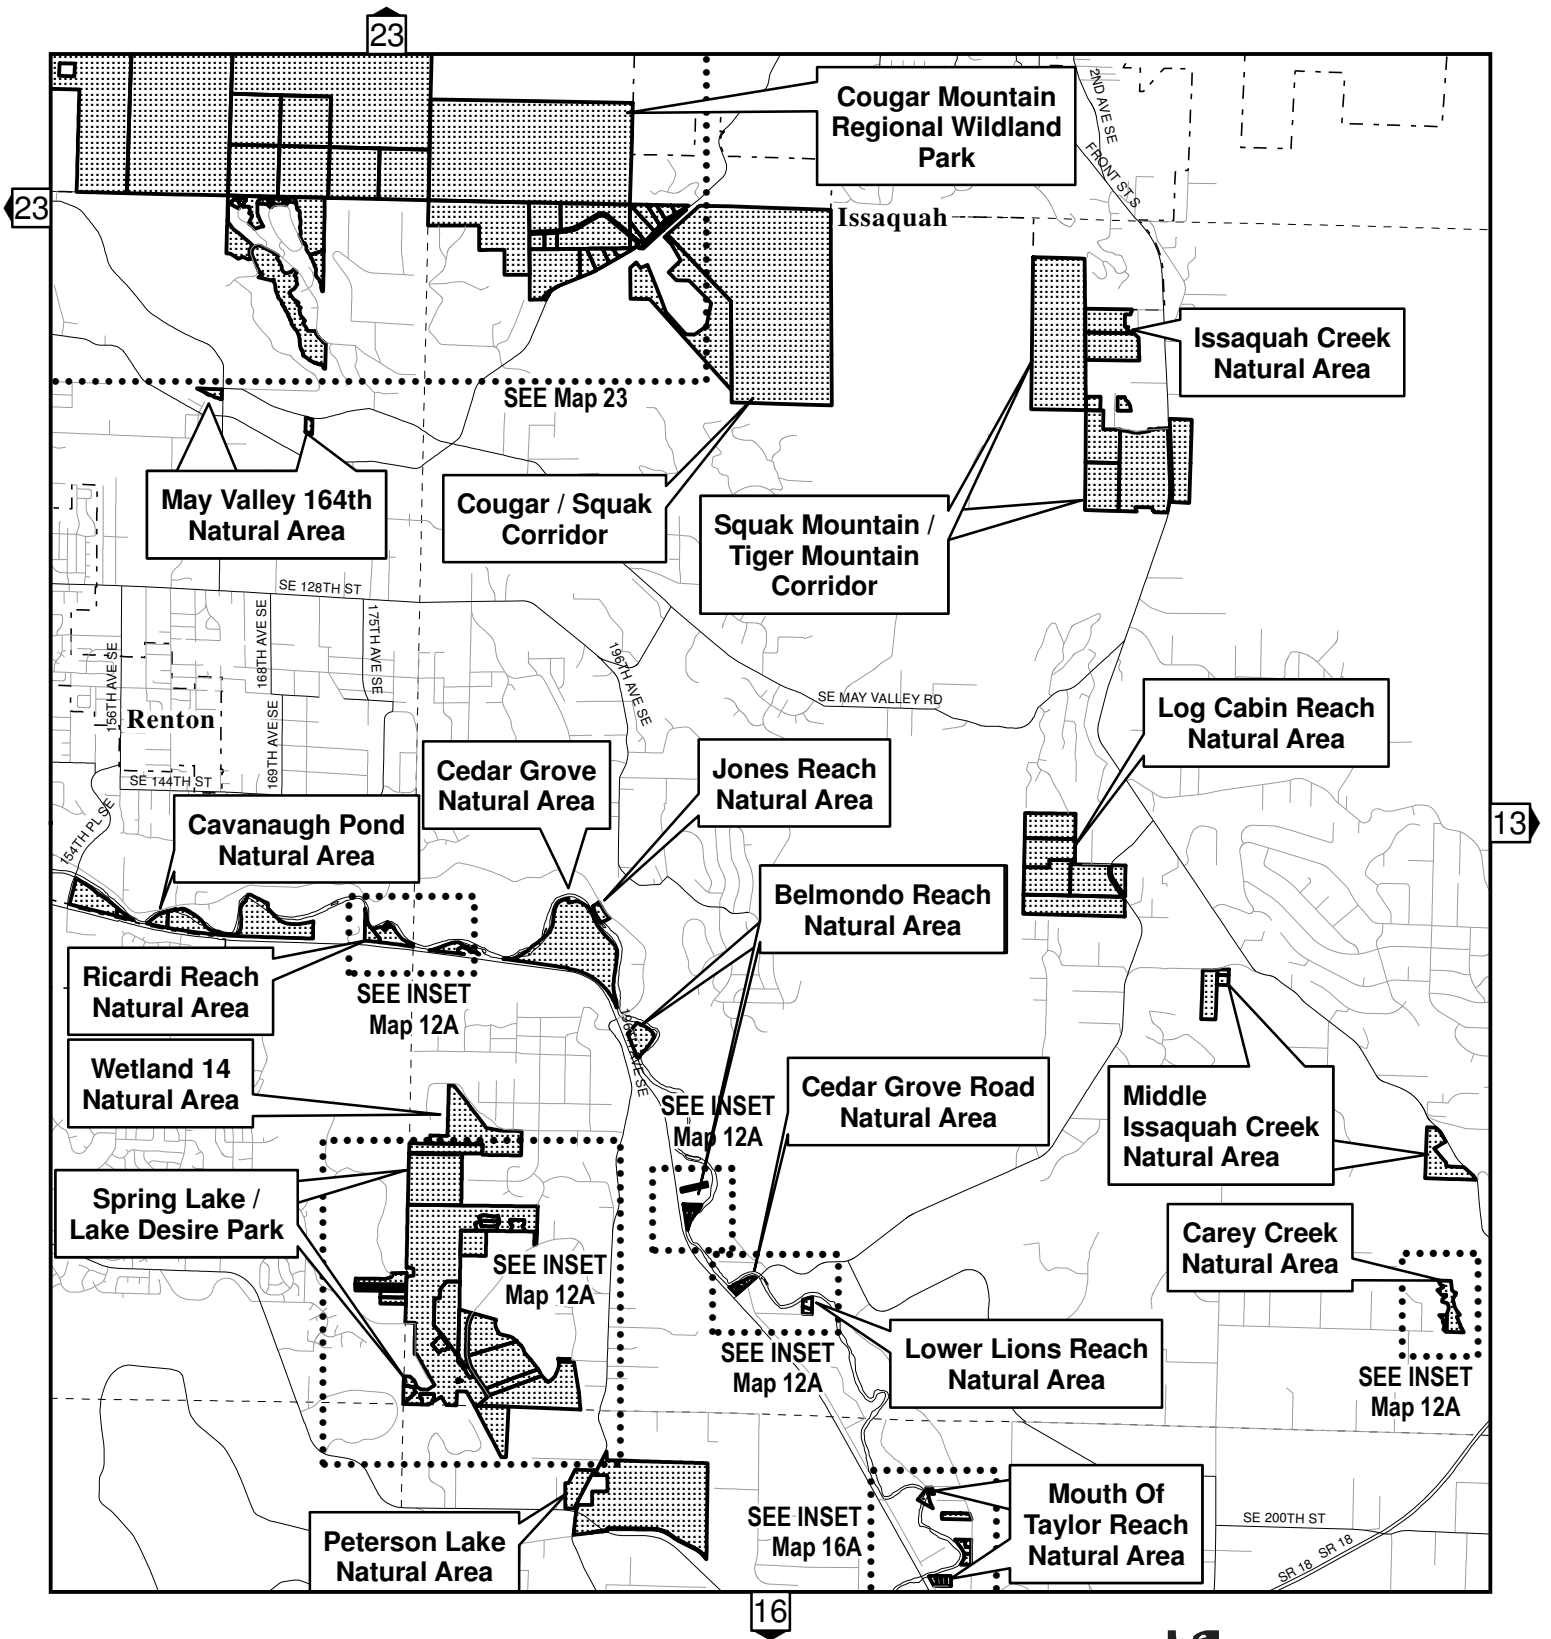 23
Cougar Mountain
Regional Wildland
Park
2ND AVE SE
FRONT ST S
23
Issaquah
Issaquah Creek
Natural Area
SEE Map 23
May Valley 164th
Natural Area
Cougar / Squak
Corridor
Squak Mountain /
Tiger Mountain
Corridor
SE 128TH ST
156TH AVE SE
168TH AVE SE
175TH AVE SE
196TH AVE SE
SE MAY VALLEY RD
Renton
169TH AVE SE
SE 144TH ST
154TH PL SE
Log Cabin Reach
Natural Area
Cedar Grove
Natural Area
Jones Reach
Natural Area
13
Cavanaugh Pond
Natural Area
Belmondo Reach
Natural Area
Ricardi Reach
Natural Area
SEE INSET
Map 12A
196TH AVE SE
Wetland 14
Natural Area
SEE INSET
Map 12A
Cedar Grove Road
Natural Area
Middle
Issaquah Creek
Natural Area
Spring Lake /
Lake Desire Park
SEE INSET
Map 12A
Carey Creek
Natural Area
SEE INSET
Map 12A
Lower Lions Reach
Natural Area
SEE INSET
Map 12A
Peterson Lake
Natural Area
SEE INSET
Map 16A
Mouth Of
Taylor Reach
Natural Area
SE 200TH ST
SR 18 SR 18
16